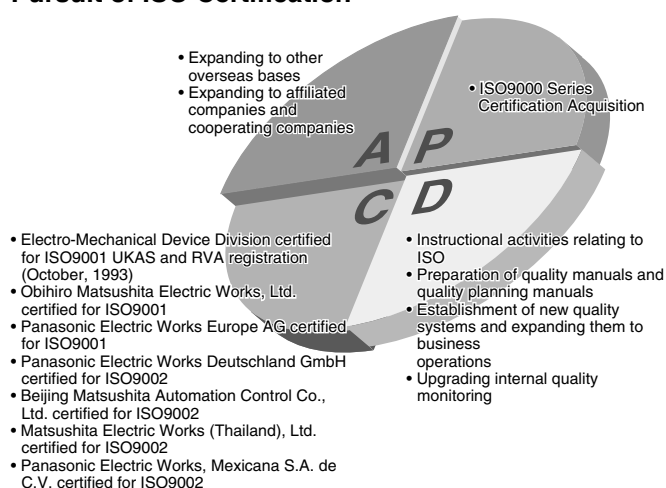 • Expanding to other
overseas bases
• Expanding to affiliated
companies and
cooperating companies
• ISO9000 Series
Certification Acquisition
A P
C D
• Electro-Mechanical Device Division certified
for ISO9001 UKAS and RVA registration
(October, 1993)
• Obihiro Matsushita Electric Works, Ltd.
certified for ISO9001
• Panasonic Electric Works Europe AG certified
for ISO9001
• Panasonic Electric Works Deutschland GmbH
certified for ISO9002
• Beijing Matsushita Automation Control Co.,
Ltd. certified for ISO9002
• Matsushita Electric Works (Thailand), Ltd.
certified for ISO9002
• Panasonic Electric Works, Mexicana S.A. de
C.V. certified for ISO9002
• Instructional activities relating to
ISO
• Preparation of quality manuals and
quality planning manuals
• Establishment of new quality
systems and expanding them to
business
operations
• Upgrading internal quality
monitoring